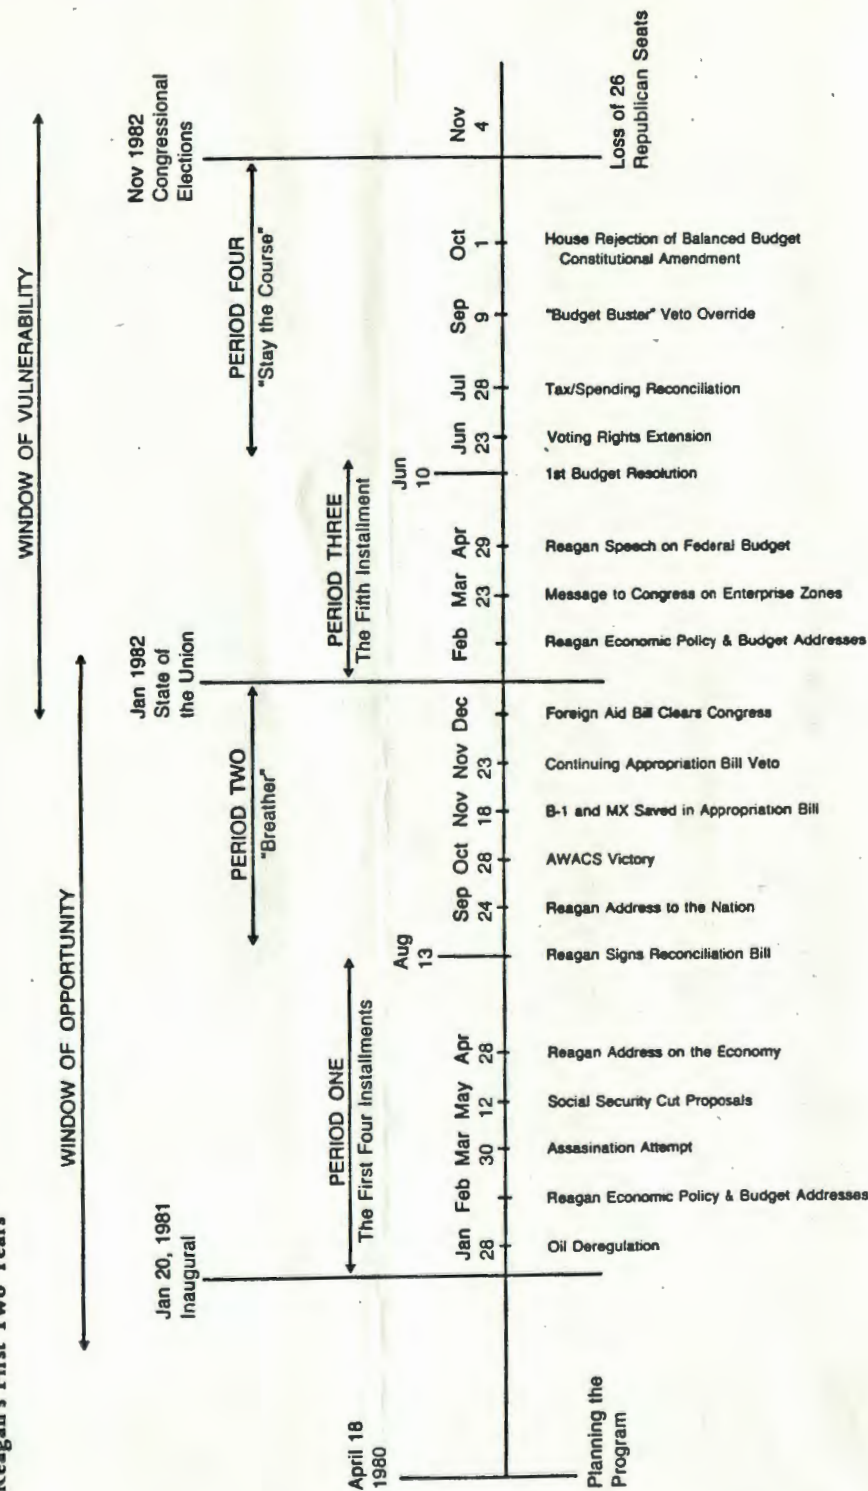 Reagan's First Two Years
WINDOW OF OPPORTUNITY
WINDOW OF VULNERABILITY
April 18
1980
Jan 20, 1981
Inaugural
Jan 1982
State of
the Union
Nov 1982
Congressional
Elections
PERIOD ONE
The First Four Installments
PERIOD TWO
"Breather"
PERIOD THREE
The Fifth Installment
PERIOD FOUR
"Stay the Course"
Planning the
Program
Jan
28
Oil Deregulation
Feb
Reagan Economic Policy & Budget Addresses
Mar
30
Assasination Attempt
May
12
Social Security Cut Proposals
Apr
28
Reagan Address on the Economy
Aug
13
Reagan Signs Reconciliation Bill
Sep
24
Reagan Address to the Nation
Oct
28
AWACS Victory
Nov
18
B-1 and MX Saved in Appropriation Bill
Nov
23
Continuing Appropriation Bill Veto
Dec
Foreign Aid Bill Clears Congress
Feb
Reagan Economic Policy & Budget Addresses
Mar
23
Message to Congress on Enterprise Zones
Apr
29
Reagan Speech on Federal Budget
Jun
10
1st Budget Resolution
Jun
23
Voting Rights Extension
Jul
28
Tax/Spending Reconciliation
Sep
9
"Budget Buster" Veto Override
Oct
1
House Rejection of Balanced Budget
Constitutional Amendment
Nov
4
Loss of 26
Republican Seats